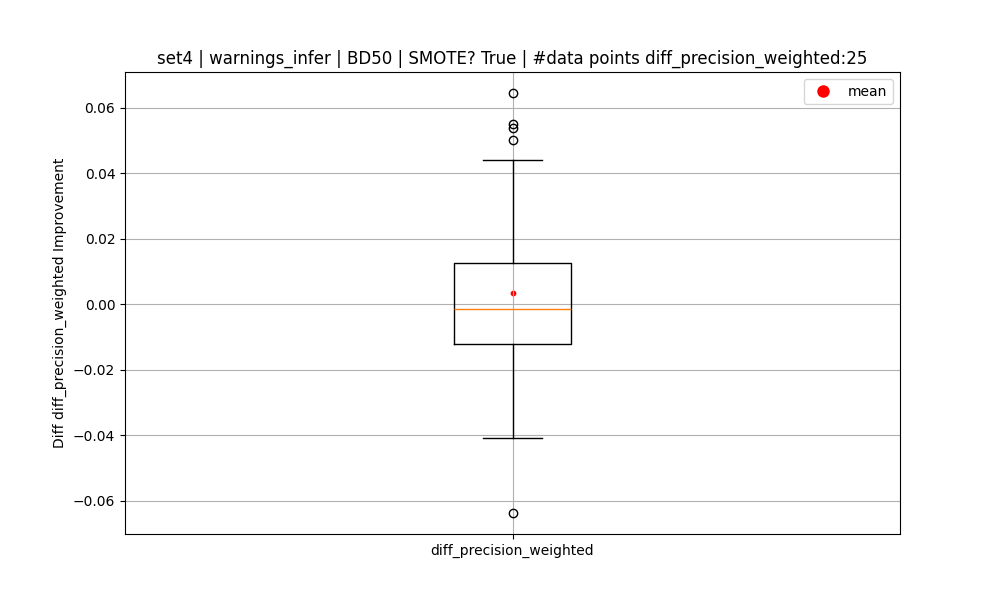 set4 | warnings_infer | BD50 | SMOTE? True | #data points diff_precision_weighted:25
mean
Diff diff_precision_weighted Improvement
0.06
0.04
0.02
0.00
−0.02
−0.04
−0.06
diff_precision_weighted